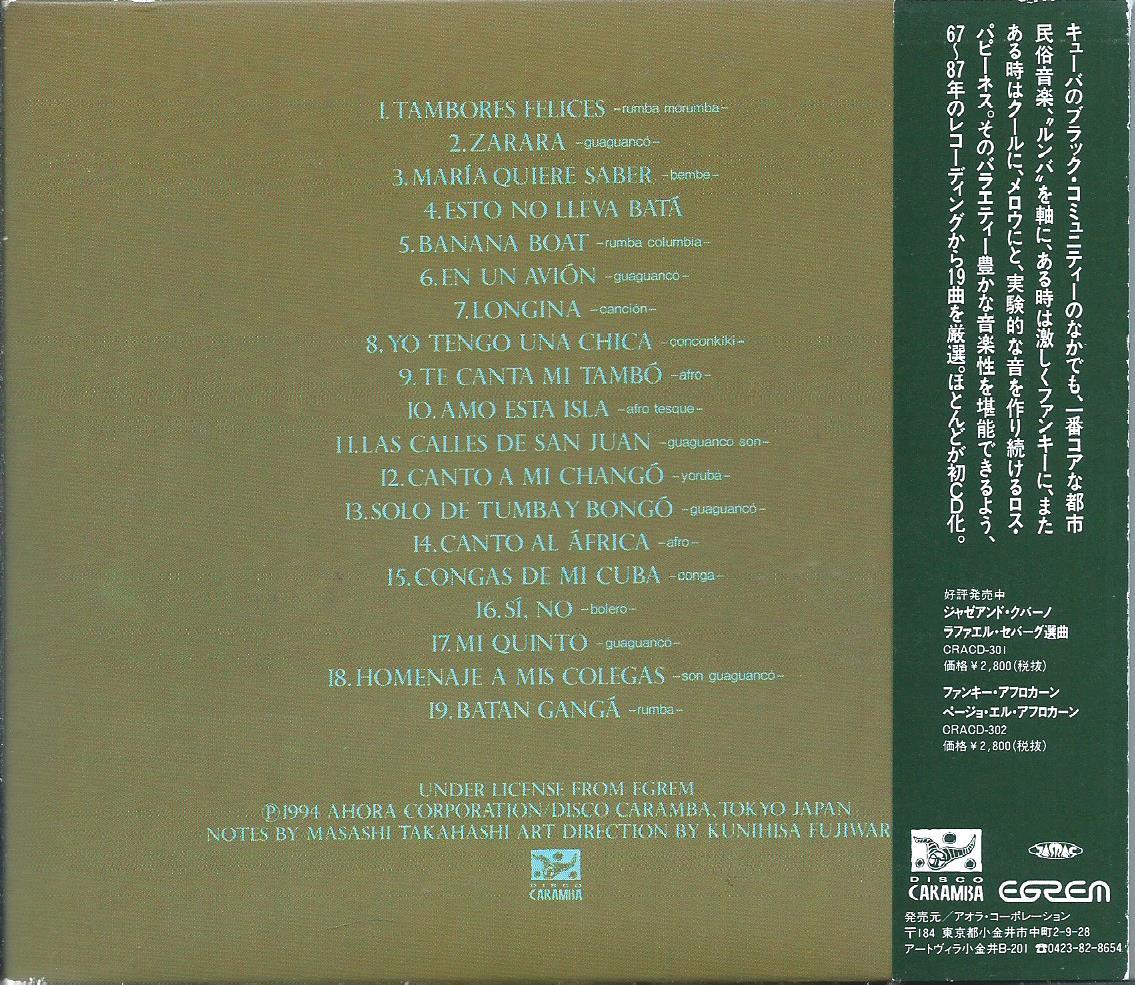 1. TAMBORES FELICES -rumba morumba-
2. ZARARA -guaguancó-
3. MARÍA QUIERE SABER -bembe-
4. ESTO NO LLEVA BATÁ
5. BANANA BOAT -rumba columbia-
6. EN UN AVIÓN -guaguancó-
7. LONGINA -canción-
8. YO TENGO UNA CHICA -conconkiki-
9. TE CANTA MI TAMBÓ -afro-
10. AMO ESTA ISLA -afro tesque-
11. LAS CALLES DE SAN JUAN -guaguanco son-
12. CANTO A MI CHANGÓ -yoruba-
13. SOLO DE TUMBA Y BONGÓ -guaguancó-
14. CANTO AL ÁFRICA -afro-
15. CONGAS DE MI CUBA -conga-
16. SÍ, NO -bolero-
17. MI QUINTO -guaguancó-
18. HOMENAJE A MIS COLEGAS -son guaguancó-
19. BATAN GANGÁ -rumba-
UNDER LICENSE FROM EGREM
℗1994 AHORA CORPORATION/DISCO CARAMBA, TOKYO JAPAN
NOTES BY MASASHI TAKAHASHI ART DIRECTION BY KUNIHISA FUJIWAR
DISCO
CARAMBA
キューバのブラック・コミュニティーのなかでも、一番コアな都市
民俗音楽、〝ルンバ〟を軸に、ある時は激しくファンキーに、また
ある時はクールに、メロウにと、実験的な音を作り続けるロス・
パピーネス。そのバラエティー豊かな音楽性を堪能できるよう、
67〜87年のレコーディングから19曲を厳選。ほとんどが初CD化。
好評発売中
ジャゼアンド・クバーノ
ラファエル・セバーグ選曲
CRACD-301
価格¥2,800(税抜)
ファンキー・アフロカーン
ページョ・エル・アフロカーン
CRACD-302
価格¥2,800(税抜)
DISCO
CARAMBA
JASRAC
EGREM
発売元/アオラ・コーポレーション
〒184 東京都小金井市中町2-9-28
アートヴィラ小金井B-201 ☎0423-82-8654